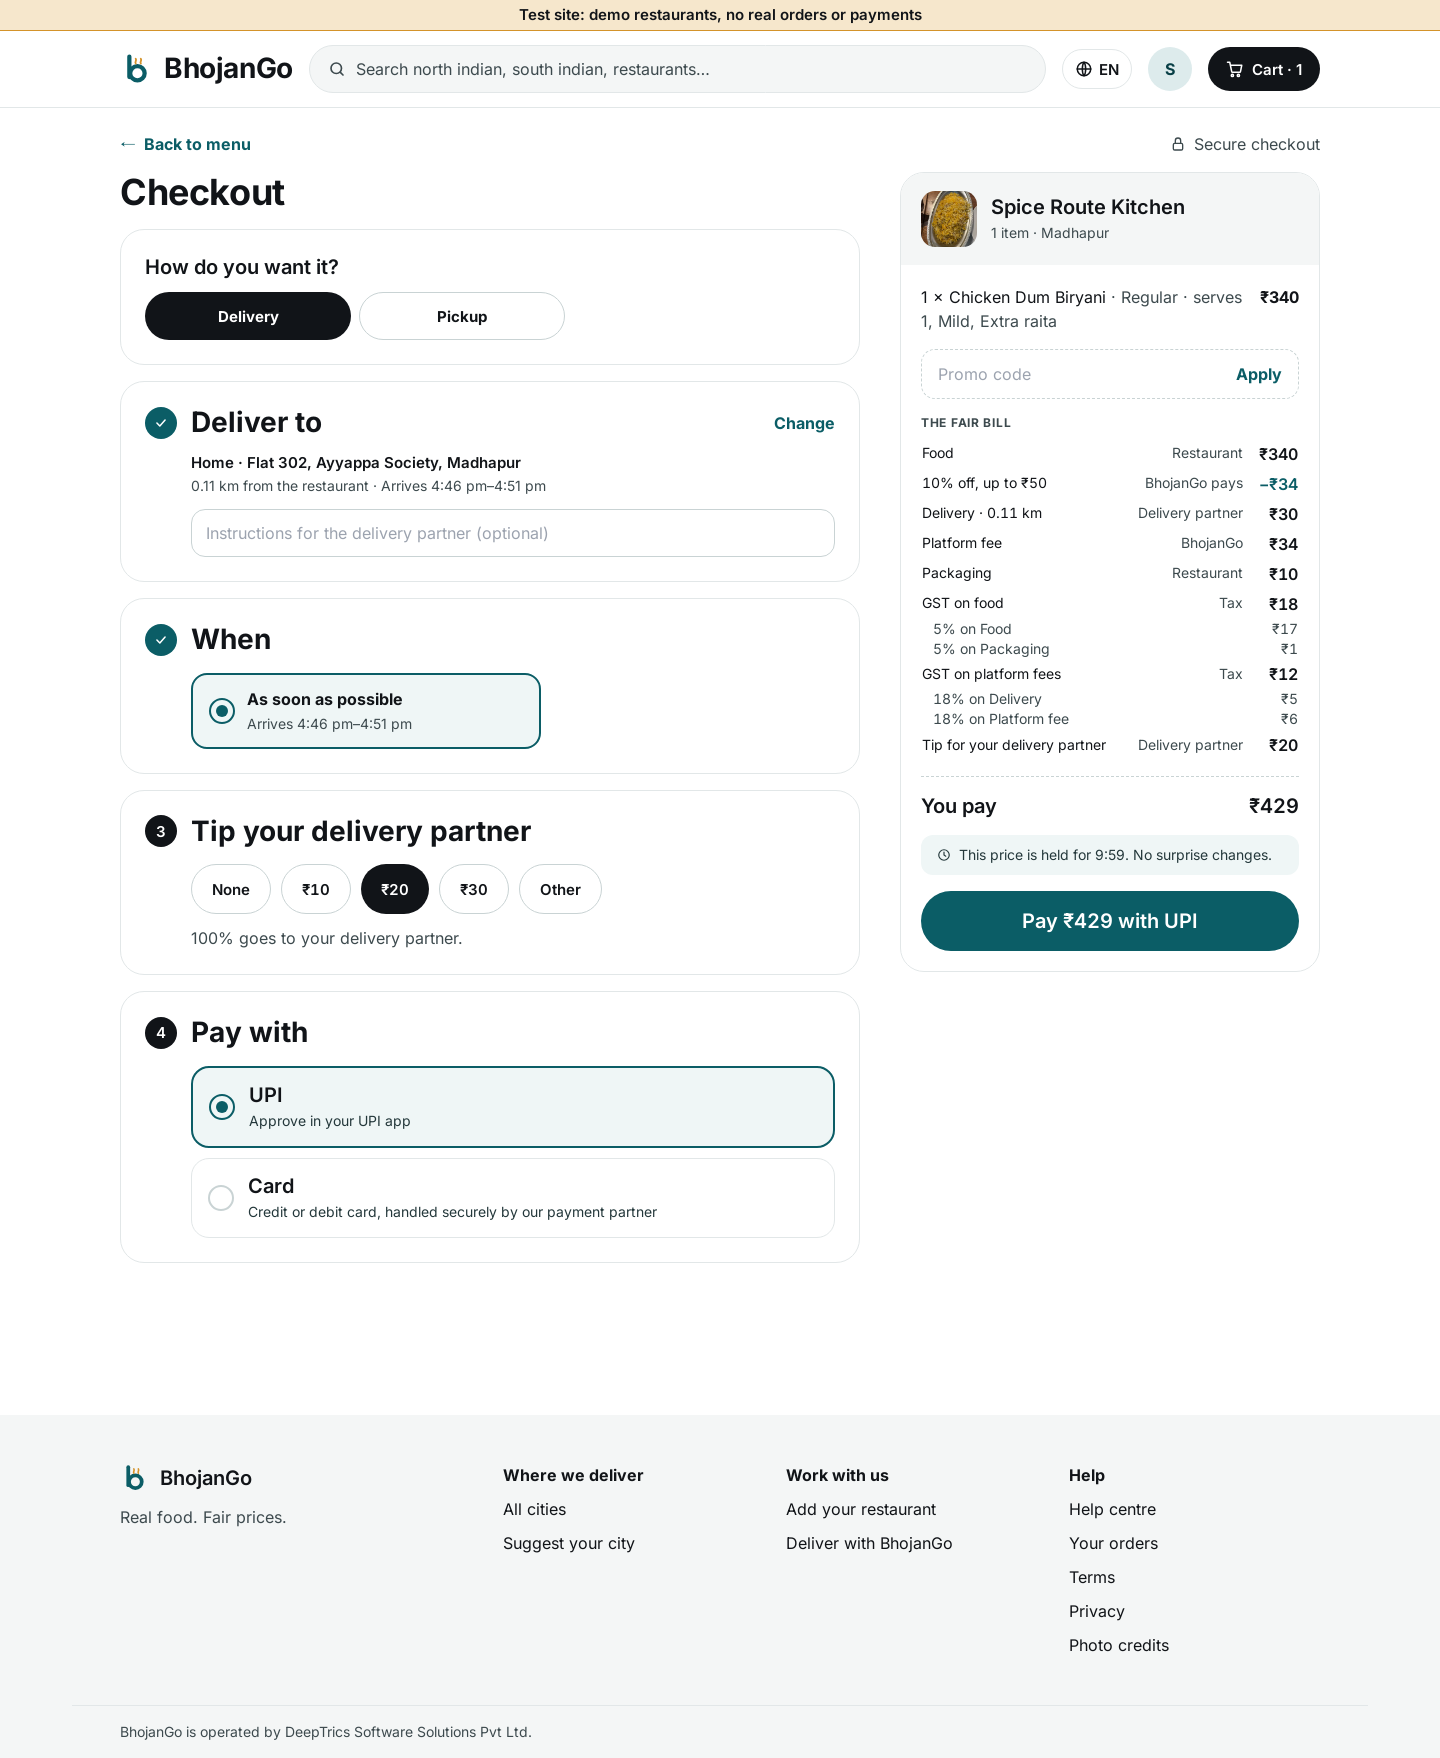 Test site: demo restaurants, no real orders or payments
BhojanGo
Search north indian, south indian, restaurants...
EN
S
Cart · 1
← Back to menu
Secure checkout
Checkout
How do you want it?
Delivery
Pickup
Deliver to
Change
Home · Flat 302, Ayyappa Society, Madhapur
0.11 km from the restaurant · Arrives 4:46 pm–4:51 pm
Instructions for the delivery partner (optional)
When
As soon as possible
Arrives 4:46 pm–4:51 pm
3 Tip your delivery partner
None
₹10
₹20
₹30
Other
100% goes to your delivery partner.
4 Pay with
UPI
Approve in your UPI app
Card
Credit or debit card, handled securely by our payment partner
Spice Route Kitchen
1 item · Madhapur
1 × Chicken Dum Biryani · Regular · serves ₹340
1, Mild, Extra raita
Promo code
Apply
THE FAIR BILL
Food Restaurant ₹340
10% off, up to ₹50 BhojanGo pays –₹34
Delivery · 0.11 km Delivery partner ₹30
Platform fee BhojanGo ₹34
Packaging Restaurant ₹10
GST on food Tax ₹18
5% on Food ₹17
5% on Packaging ₹1
GST on platform fees Tax ₹12
18% on Delivery ₹5
18% on Platform fee ₹6
Tip for your delivery partner Delivery partner ₹20
You pay ₹429
This price is held for 9:59. No surprise changes.
Pay ₹429 with UPI
BhojanGo
Real food. Fair prices.
Where we deliver
All cities
Suggest your city
Work with us
Add your restaurant
Deliver with BhojanGo
Help
Help centre
Your orders
Terms
Privacy
Photo credits
BhojanGo is operated by DeepTrics Software Solutions Pvt Ltd.